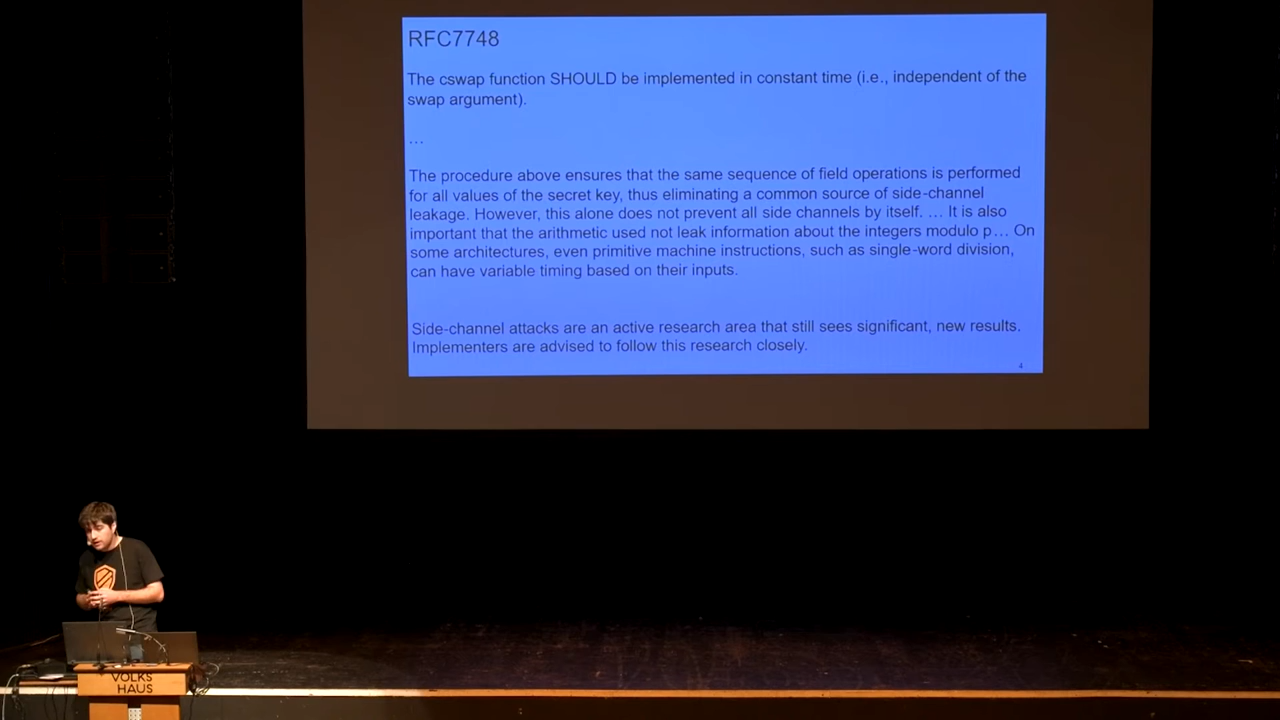 RFC7748
The cswap function SHOULD be implemented in constant time (i.e., independent of the
swap argument).
…
The procedure above ensures that the same sequence of field operations is performed
for all values of the secret key, thus eliminating a common source of side-channel
leakage. However, this alone does not prevent all side channels by itself. … It is also
important that the arithmetic used not leak information about the integers modulo p… On
some architectures, even primitive machine instructions, such as single-word division,
can have variable timing based on their inputs.
Side-channel attacks are an active research area that still sees significant, new results.
Implementers are advised to follow this research closely.
4
VOLKS
HAUS